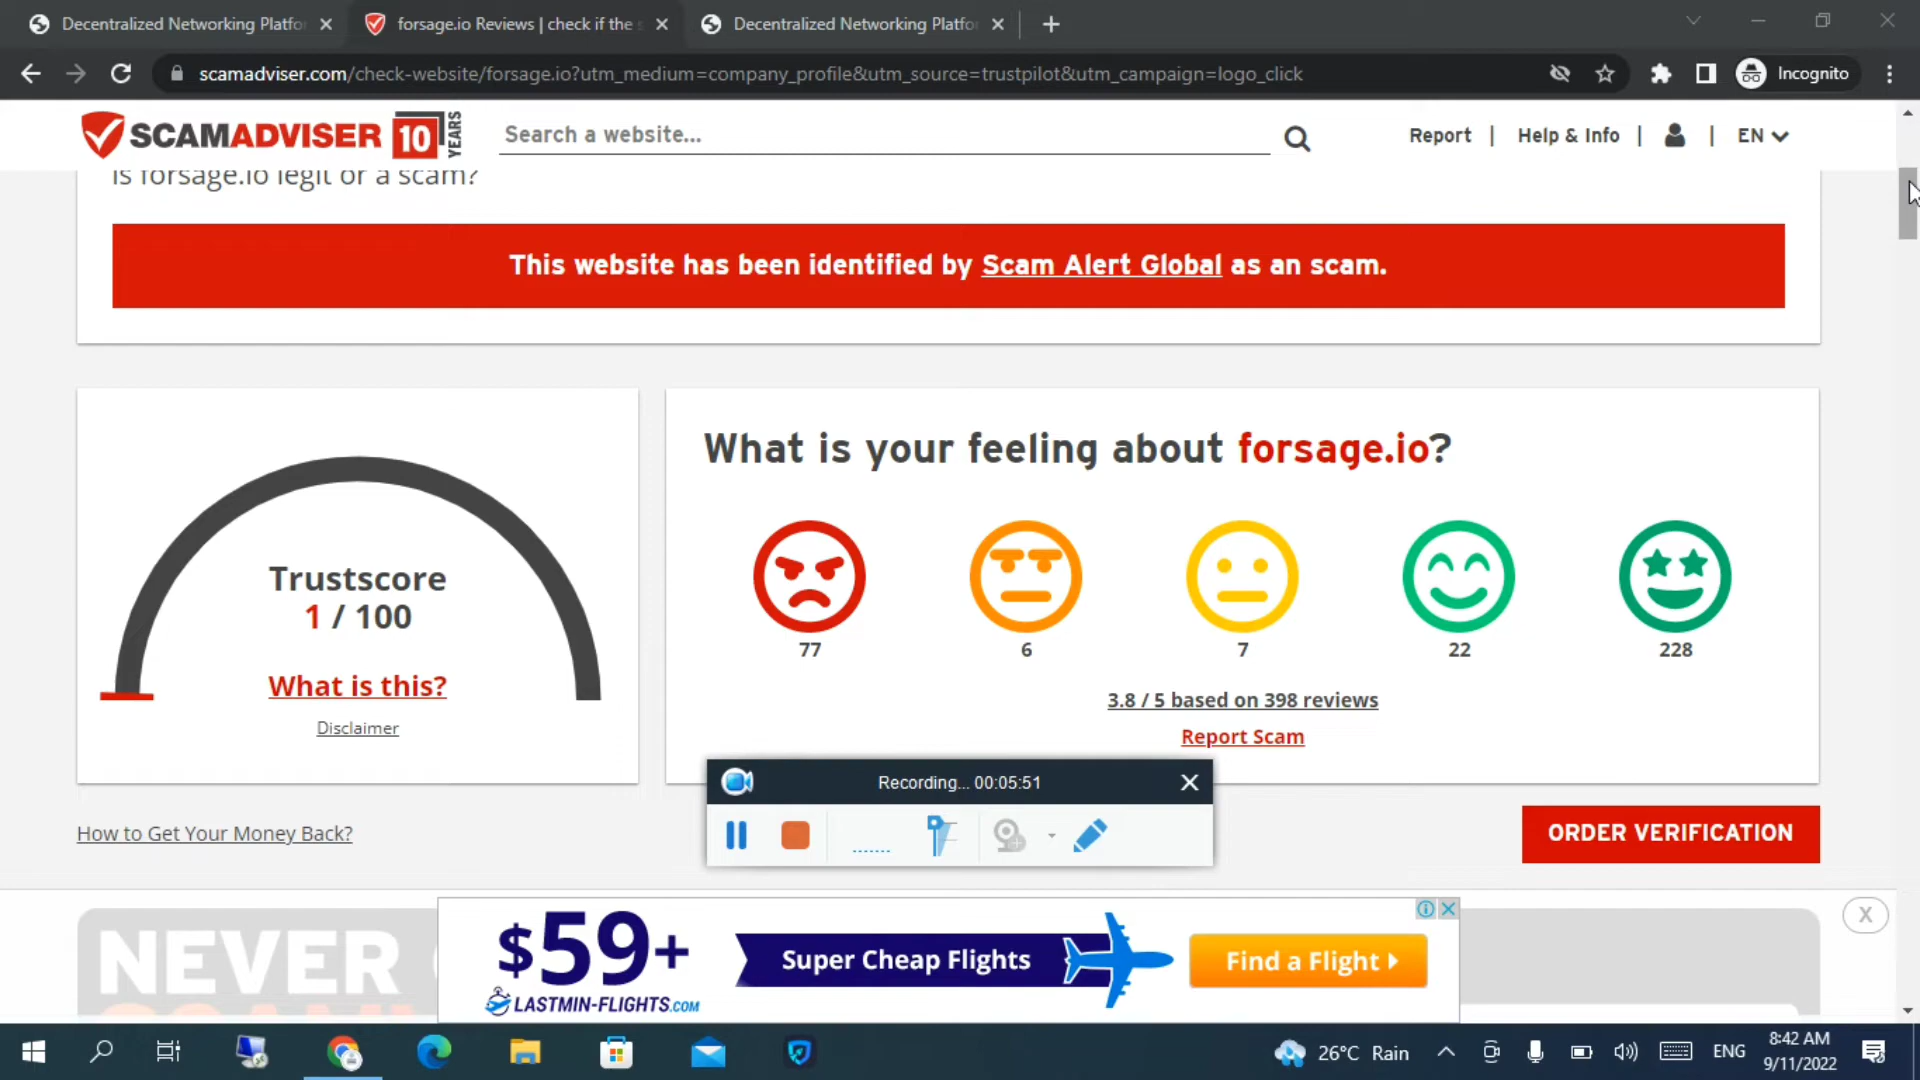 Decentralized Networking Platfo
forsage.io Reviews | check if the s
Decentralized Networking Platfo
scamadviser.com/check-website/forsage.io?utm_medium=company_profile&utm_source=trustpilot&utm_campaign=logo_click
Incognito
SCAMADVISER 10 YEARS
Search a website...
Report | Help & Info | | EN
Is forsage.io legit or a scam?
This website has been identified by Scam Alert Global as an scam.
What is your feeling about forsage.io?
Trustscore
1 / 100
What is this?
Disclaimer
77 6 7 22 228
3.8 / 5 based on 398 reviews
Report Scam
Recording... 00:05:51
How to Get Your Money Back?
ORDER VERIFICATION
NEVER
$59+
Super Cheap Flights
Find a Flight
LASTMIN-FLIGHTS.COM
X
26°C Rain
ENG
8:42 AM
9/11/2022